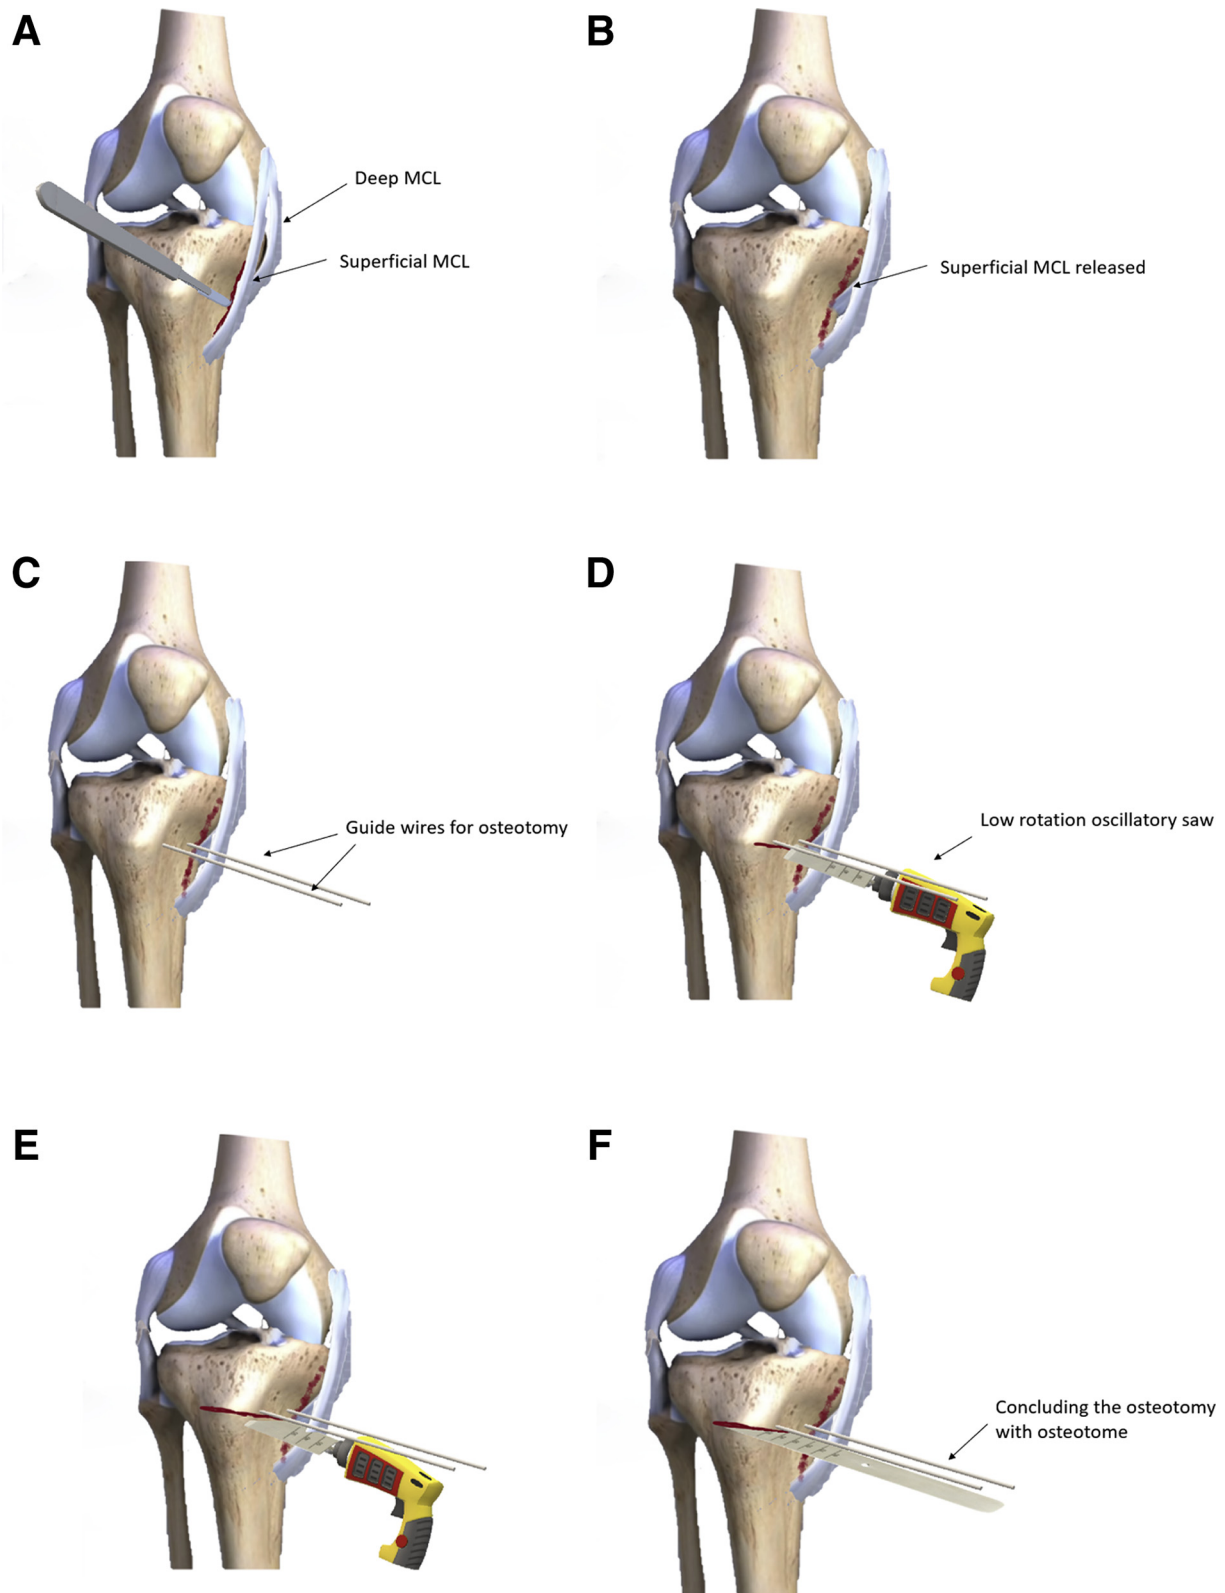 A
Deep MCL
Superficial MCL
B
Superficial MCL released
C
Guide wires for osteotomy
D
Low rotation oscillatory saw
E
F
Concluding the osteotomy
with osteotome